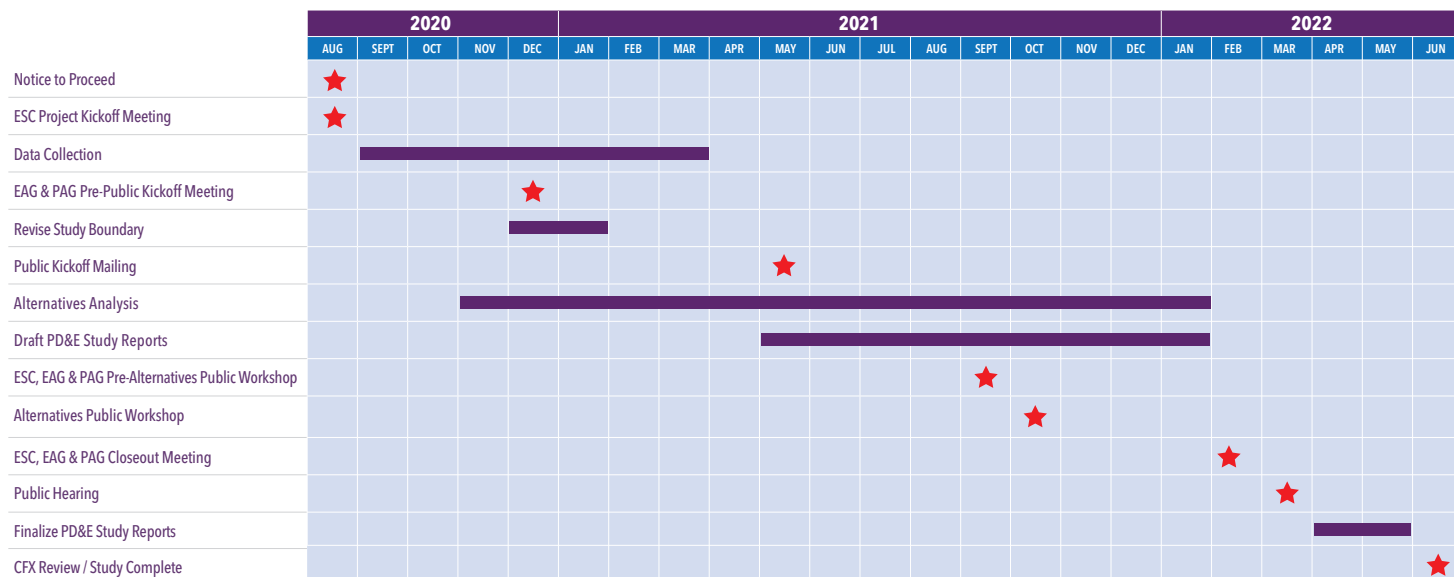 2020 2021 2022
AUG SEPT OCT NOV DEC JAN FEB MAR APR MAY JUN JUL AUG SEPT OCT NOV DEC JAN FEB MAR APR MAY JUN
Notice to Proceed
ESC Project Kickoff Meeting
Data Collection
EAG & PAG Pre-Public Kickoff Meeting
Revise Study Boundary
Public Kickoff Mailing
Alternatives Analysis
Draft PD&E Study Reports
ESC, EAG & PAG Pre-Alternatives Public Workshop
Alternatives Public Workshop
ESC, EAG & PAG Closeout Meeting
Public Hearing
Finalize PD&E Study Reports
CFX Review / Study Complete